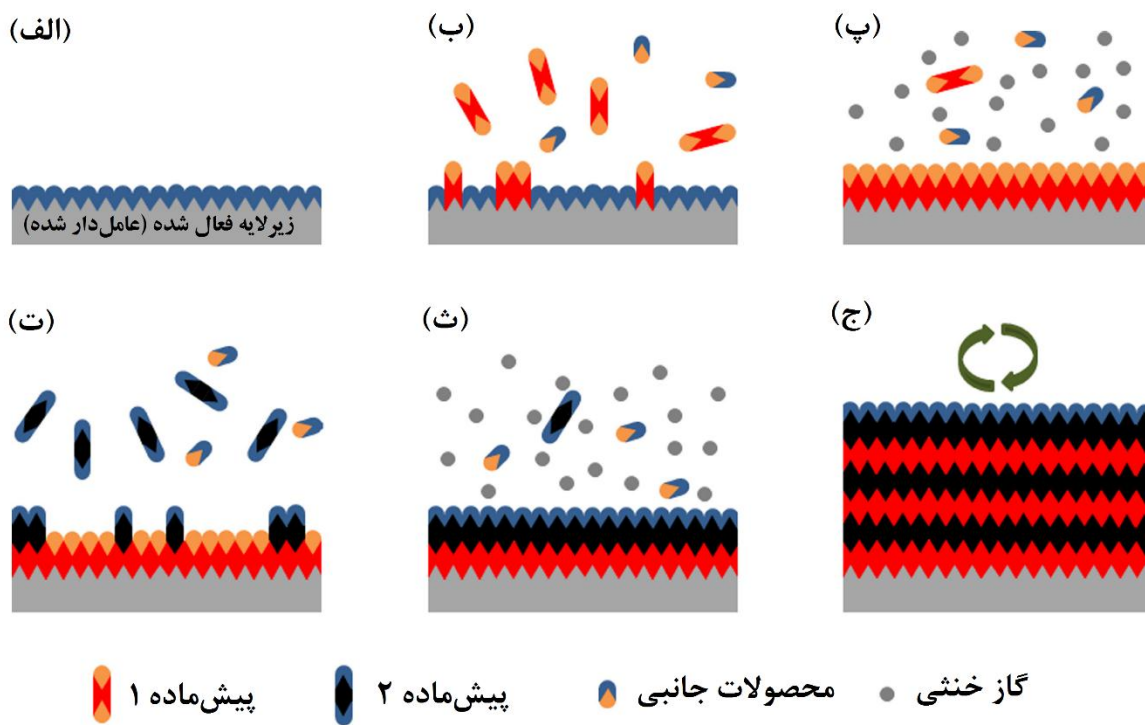 (الف)
(ب)
(پ)
زیرلایه فعال شده (عامل‌دار شده)
(ت)
(ث)
(ج)
پیش‌ماده ۱
پیش‌ماده ۲
محصولات جانبی
گاز خنثی